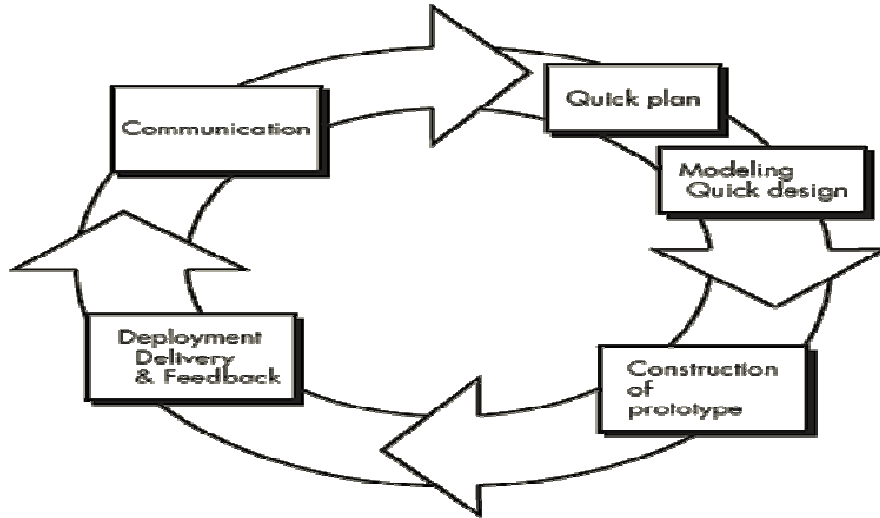 Communication
Quick plan
Modeling
Quick design
Construction
of
prototype
Deployment
Delivery
& Feedback